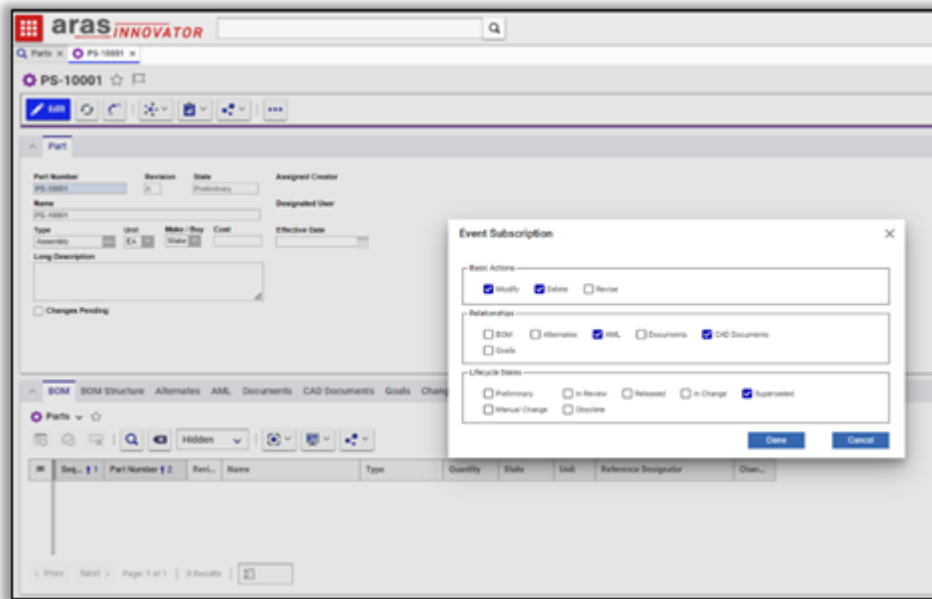 aras INNOVATOR
Parts × PS-10001 ×
PS-10001
Edit
Part
Part Number Revision State Assigned Creator
PS-10001 A Preliminary
Name Designated User
PS-10001
Type Unit Make / Buy Cost Effective Date
Assembly EA Make
Long Description
Changes Pending
Event Subscription
Basic Actions
Modify Delete Revise
Relationships
BOM Alternates AML Documents CAD Documents
Goals
Lifecycle States
Preliminary In Review Released In Change Superseded
Manual Change Obsolete
Done Cancel
BOM BOM Structure Alternates AML Documents CAD Documents Goals Chang
Parts
Hidden
Seq... 1 Part Number 2 Revi... Name Type Quantity State Unit Reference Designator Chan...
< Prev Next > Page: 1 of 1 0 Results